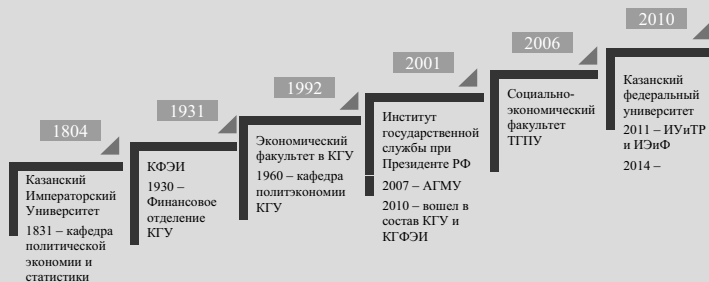 1804
Казанский
Императорский
Университет
1831 – кафедра
политической
экономии и
статистики
1931
КФЭИ
1930 –
Финансовое
отделение
КГУ
1992
Экономический
факультет в КГУ
1960 – кафедра
политэкономии
КГУ
2001
Институт
государственной
службы при
Президенте РФ
2007 – АГМУ
2010 – вошел в
состав КГУ и
КГФЭИ
2006
Социально-
экономический
факультет
ТГПУ
2010
Казанский
федеральный
университет
2011 – ИУиТР
и ИЭиФ
2014 –